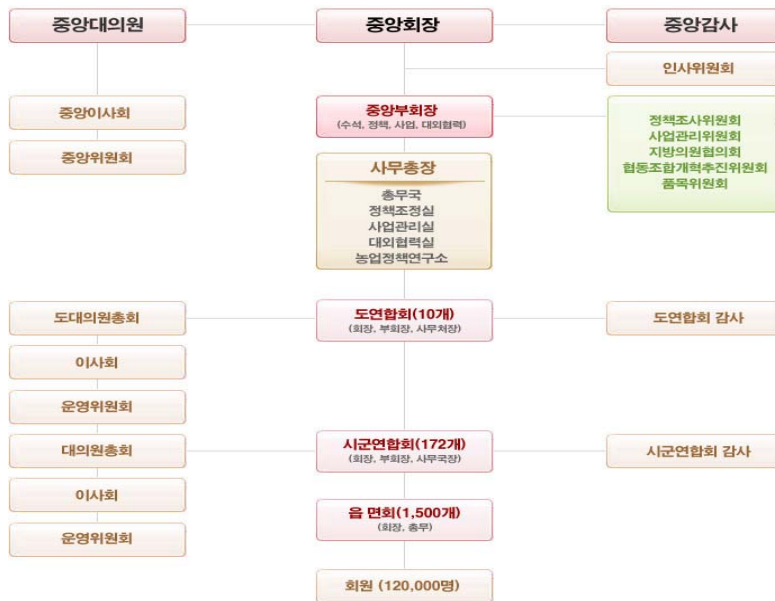 중앙대의원
중앙회장
중앙감사
인사위원회
중앙이사회
중앙부회장
(수석, 정책, 사업, 대외협력)
정책조사위원회
사업관리위원회
지방의원협의회
협동조합개혁추진위원회
품목위원회
중앙위원회
사무총장
총무국
정책조정실
사업관리실
대외협력실
농업정책연구소
도대의원총회
도연합회(10개)
(회장, 부회장, 사무처장)
도연합회 감사
이사회
운영위원회
대의원총회
시군연합회(172개)
(회장, 부회장, 사무국장)
시군연합회 감사
이사회
읍 면회(1,500개)
(회장, 총무)
운영위원회
회원 (120,000명)